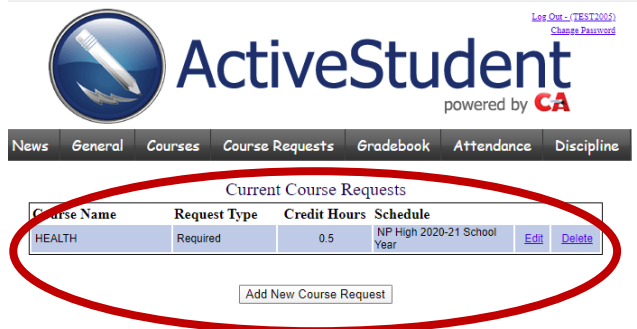 Log Out - (TEST2005)
Change Password
ActiveStudent
powered by CA
News General Courses Course Requests Gradebook Attendance Discipline
Current Course Requests
Course Name Request Type Credit Hours Schedule
HEALTH Required 0.5 NP High 2020-21 School Year Edit Delete
Add New Course Request